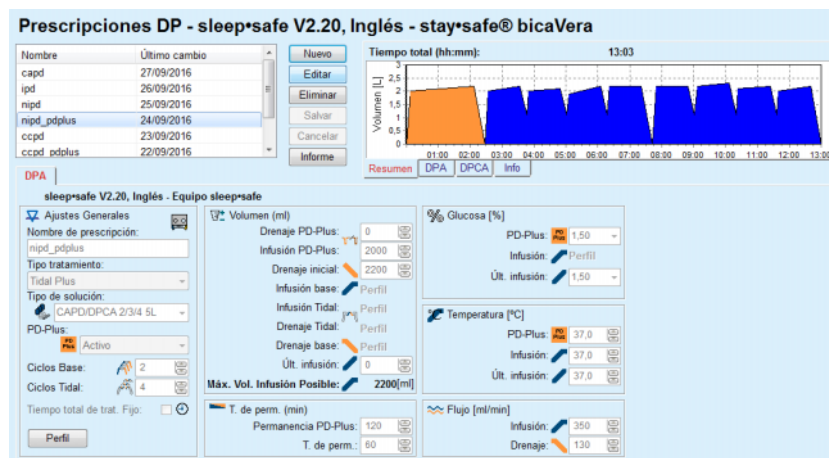 Prescripciones DP - sleep•safe V2.20, Inglés - stay•safe® bicaVera
Nombre Último cambio
capd 27/09/2016
ipd 26/09/2016
nipd 25/09/2016
nipd_pdplus 24/09/2016
ccpd 23/09/2016
ccpd_pdplus 22/09/2016
Nuevo
Editar
Eliminar
Salvar
Cancelar
Informe
Tiempo total (hh:mm): 13:03
Volumen [L]
3
2,5
2
1,5
1
0,5
0
01:00 02:00 03:00 04:00 05:00 06:00 07:00 08:00 09:00 10:00 11:00 12:00 13:00
Resumen DPA DPCA Info
DPA
sleep•safe V2.20, Inglés - Equipo sleep•safe
Ajustes Generales
Nombre de prescripción:
nipd_pdplus
Tipo tratamiento:
Tidal Plus
Tipo de solución:
CAPD/DPCA 2/3/4 5L
PD-Plus:
PD Plus Activo
Ciclos Base: 2
Ciclos Tidal: 4
Tiempo total de trat. Fijo:
Perfil
Volumen (ml)
Drenaje PD-Plus: 0
Infusión PD-Plus: 2000
Drenaje inicial: 2200
Infusión base: Perfil
Infusión Tidal: Perfil
Drenaje Tidal: Perfil
Drenaje base: Perfil
Últ. infusión: 0
Máx. Vol. Infusión Posible: 2200[ml]
T. de perm. (min)
Permanencia PD-Plus: 120
T. de perm.: 60
% Glucosa [%]
PD-Plus: PD Plus 1,50
Infusión: Perfil
Últ. infusión: 1,50
Temperatura [ºC]
PD-Plus: PD Plus 37,0
Infusión: 37,0
Últ. infusión: 37,0
Flujo [ml/min]
Infusión: 350
Drenaje: 130